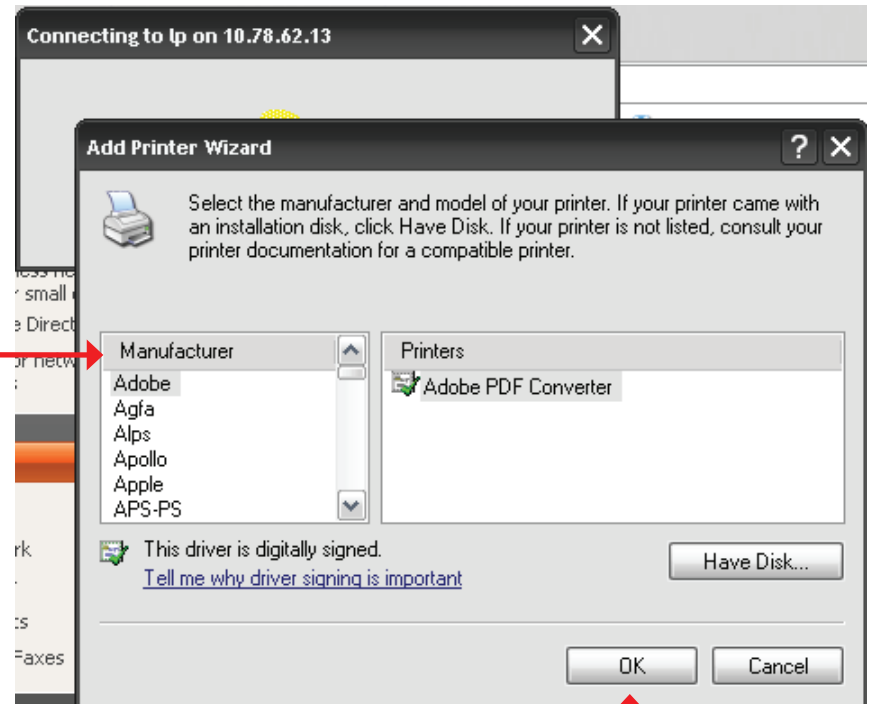 Connecting to lp on 10.78.62.13
Add Printer Wizard
Select the manufacturer and model of your printer. If your printer came with
an installation disk, click Have Disk. If your printer is not listed, consult your
printer documentation for a compatible printer.
small
Direct
Manufacturer
Printers
Adobe
Adobe PDF Converter
Agfa
Alps
Apollo
Apple
APS-PS
This driver is digitally signed.
Have Disk...
Tell me why driver signing is important
Faxes
OK
Cancel